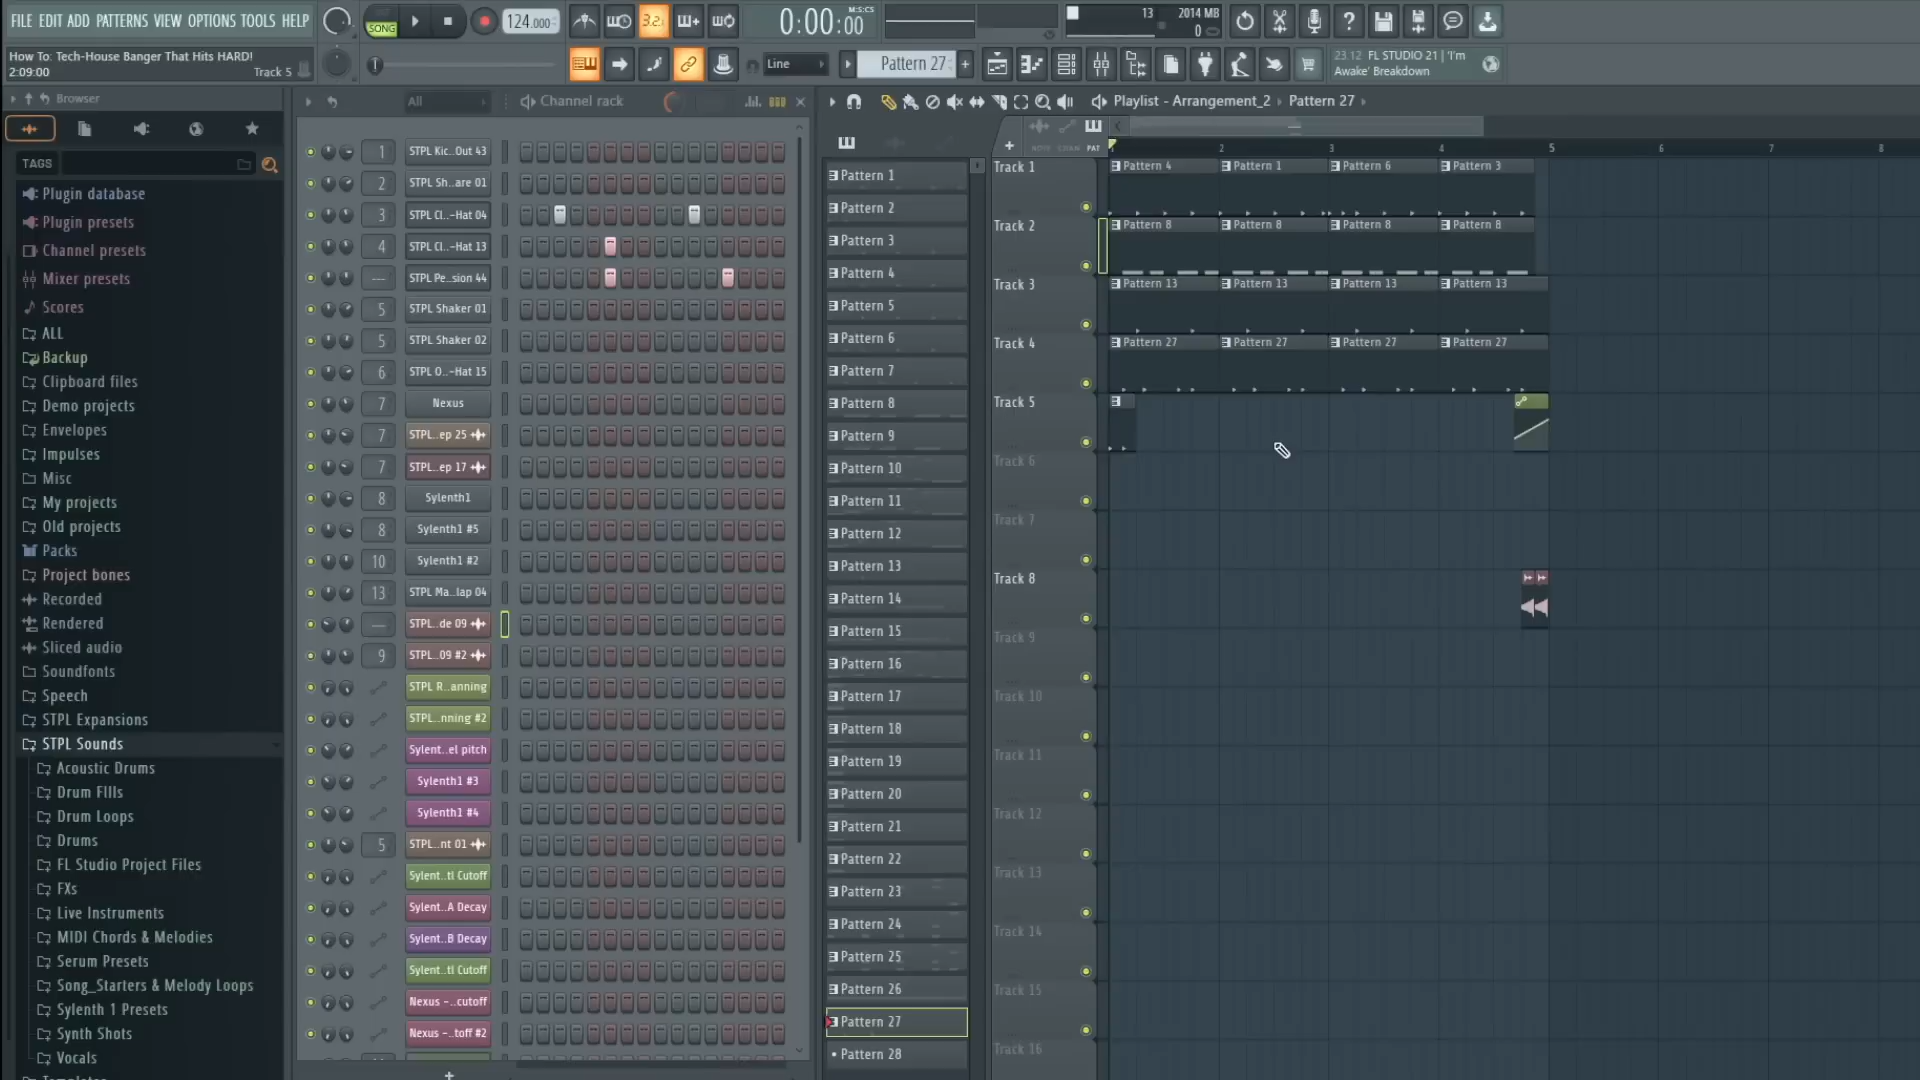 FILE EDIT ADD PATTERNS VIEW OPTIONS TOOLS HELP
How To: Tech-House Banger That Hits HARD!
2:09:00
Track 5
SONG
124.000
3.2.
0:00:00
M:S:CS
13
2014 MB
0
Line
Pattern 27
+
23.12 FL STUDIO 21 | 'I'm
Awake' Breakdown
Browser
TAGS
Plugin database
Plugin presets
Channel presets
Mixer presets
Scores
ALL
Backup
Clipboard files
Demo projects
Envelopes
Impulses
Misc
My projects
Old projects
Packs
Project bones
Recorded
Rendered
Sliced audio
Soundfonts
Speech
STPL Expansions
STPL Sounds
Acoustic Drums
Drum FIlls
Drum Loops
Drums
FL Studio Project Files
FXs
Live Instruments
MIDI Chords & Melodies
Serum Presets
Song_Starters & Melody Loops
Sylenth 1 Presets
Synth Shots
Vocals
All
Channel rack
1 STPL Kic..Out 43
2 STPL Sh..are 01
3 STPL Cl..-Hat 04
4 STPL Cl..-Hat 13
--- STPL Pe..sion 44
5 STPL Shaker 01
5 STPL Shaker 02
6 STPL O..-Hat 15
7 Nexus
7 STPL..ep 25
7 STPL..ep 17
8 Sylenth1
8 Sylenth1 #5
10 Sylenth1 #2
13 STPL Ma..lap 04
--- STPL..de 09
9 STPL..09 #2
STPL R..anning
STPL..nning #2
Sylent..el pitch
Sylenth1 #3
Sylenth1 #4
5 STPL..nt 01
Sylent..tl Cutoff
Sylent..A Decay
Sylent..B Decay
Sylent..tl Cutoff
Nexus -..cutoff
Nexus -..toff #2
+
Pattern 1
Pattern 2
Pattern 3
Pattern 4
Pattern 5
Pattern 6
Pattern 7
Pattern 8
Pattern 9
Pattern 10
Pattern 11
Pattern 12
Pattern 13
Pattern 14
Pattern 15
Pattern 16
Pattern 17
Pattern 18
Pattern 19
Pattern 20
Pattern 21
Pattern 22
Pattern 23
Pattern 24
Pattern 25
Pattern 26
Pattern 27
Pattern 28
Playlist - Arrangement_2 › Pattern 27 ›
+
NOTE CHAN PAT
2 3 4 5 6 7 8
Track 1
Pattern 4 Pattern 1 Pattern 6 Pattern 3
Track 2
Pattern 8 Pattern 8 Pattern 8 Pattern 8
Track 3
Pattern 13 Pattern 13 Pattern 13 Pattern 13
Track 4
Pattern 27 Pattern 27 Pattern 27 Pattern 27
Track 5
Track 6
Track 7
Track 8
Track 9
Track 10
Track 11
Track 12
Track 13
Track 14
Track 15
Track 16